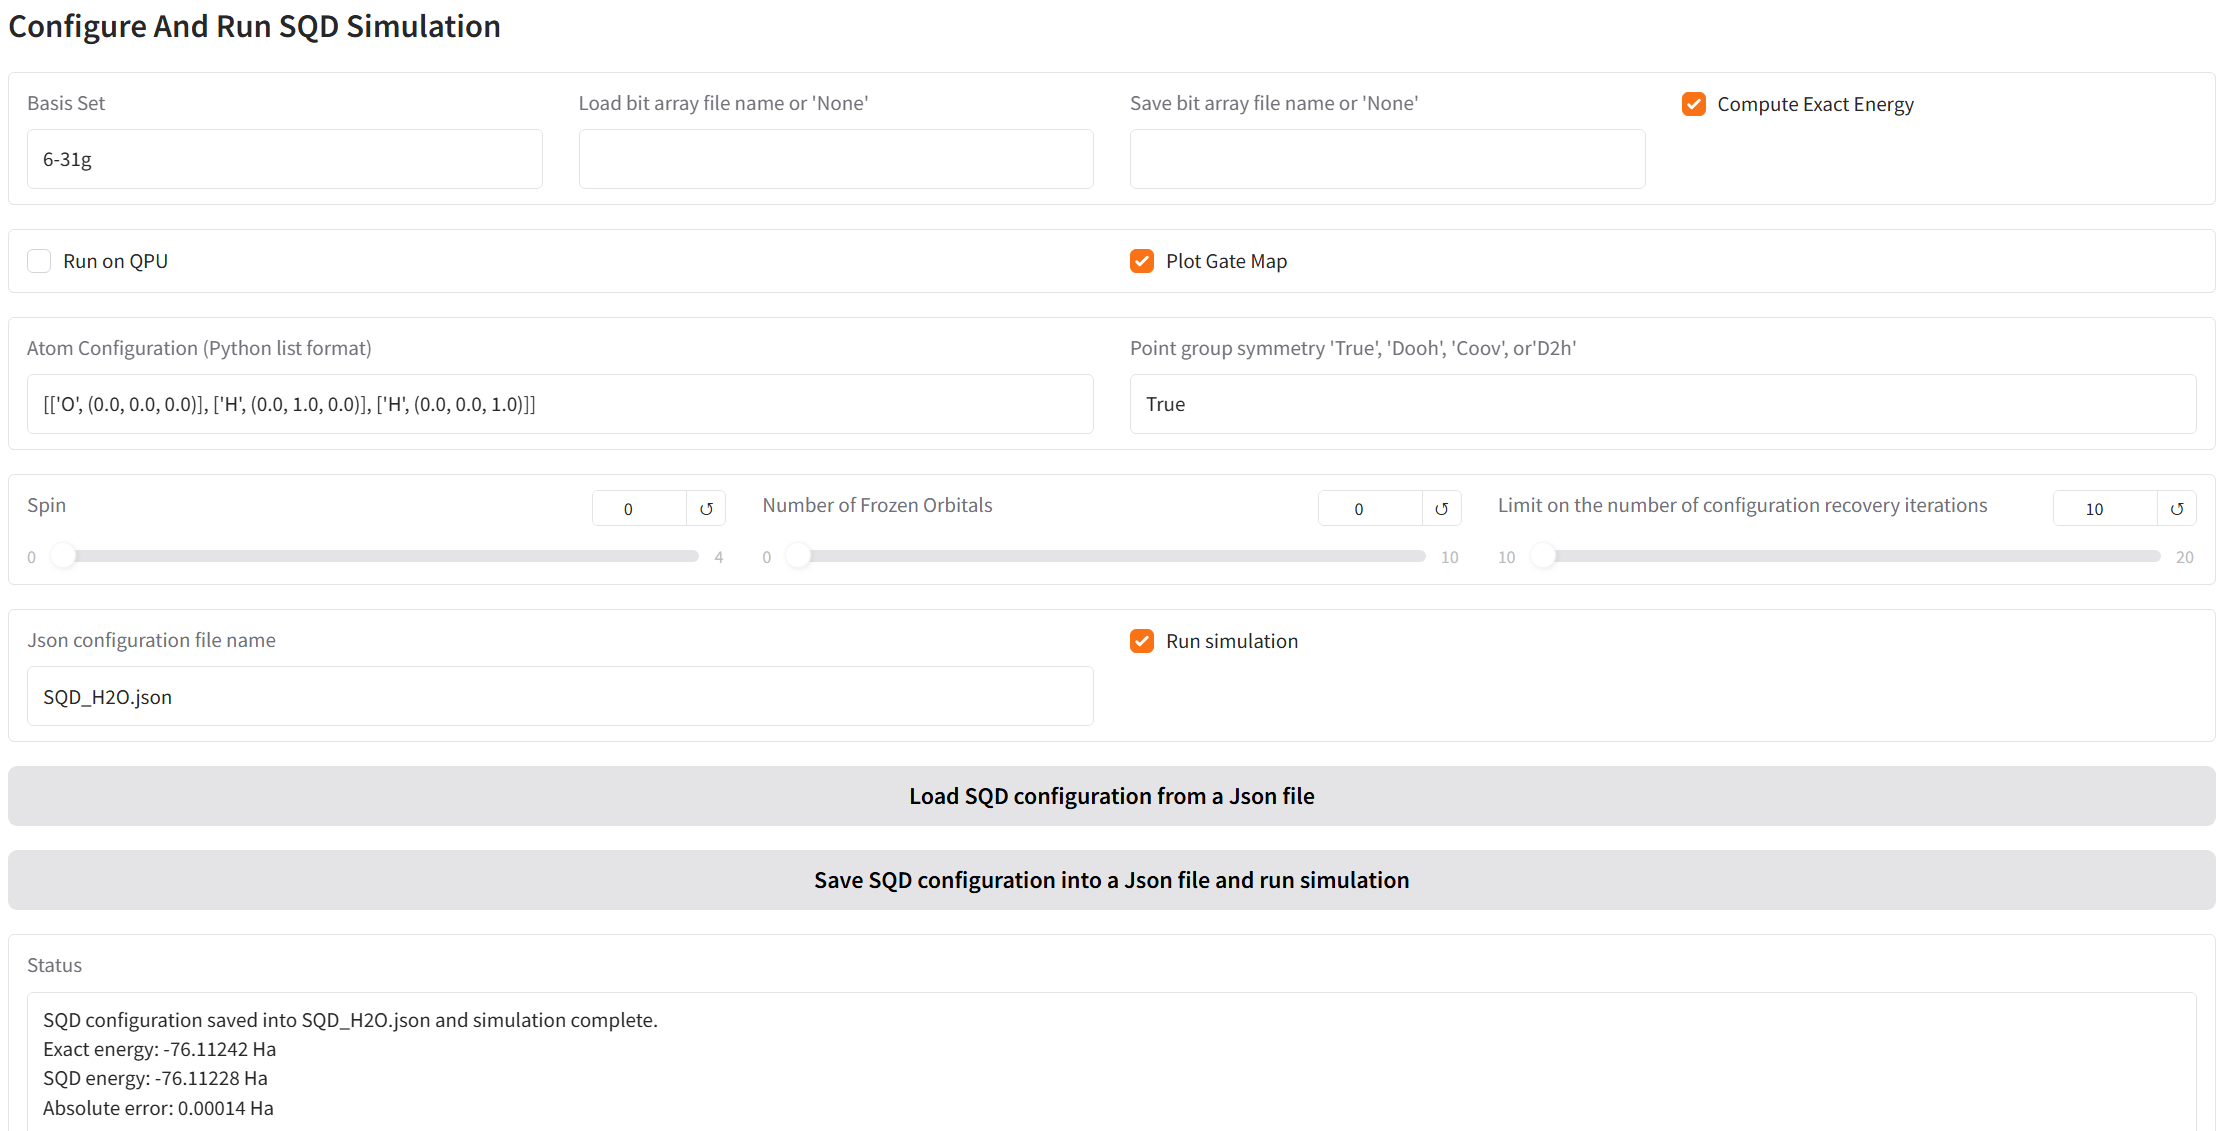 Configure And Run SQD Simulation
Basis Set
Load bit array file name or 'None'
Save bit array file name or 'None'
Compute Exact Energy
6-31g
Run on QPU
Plot Gate Map
Atom Configuration (Python list format)
Point group symmetry 'True', 'Dooh', 'Coov', or'D2h'
[['O', (0.0, 0.0, 0.0)], ['H', (0.0, 1.0, 0.0)], ['H', (0.0, 0.0, 1.0)]]
True
Spin
0
↺
Number of Frozen Orbitals
0
↺
Limit on the number of configuration recovery iterations
10
↺
0
4
0
10
10
20
Json configuration file name
Run simulation
SQD_H2O.json
Load SQD configuration from a Json file
Save SQD configuration into a Json file and run simulation
Status
SQD configuration saved into SQD_H2O.json and simulation complete.
Exact energy: -76.11242 Ha
SQD energy: -76.11228 Ha
Absolute error: 0.00014 Ha